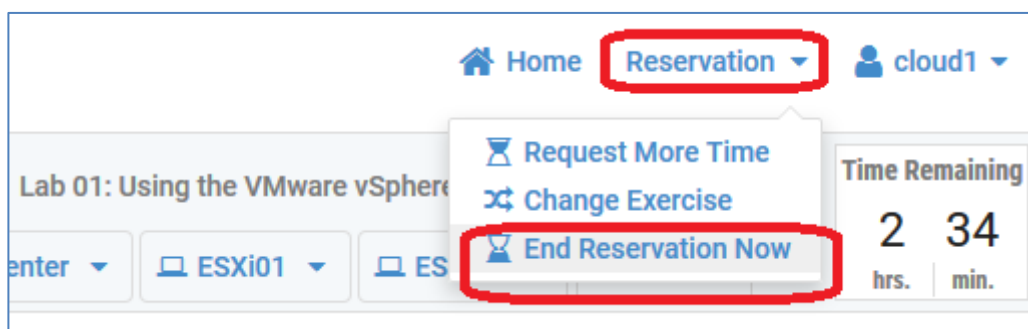 Home Reservation cloud1
Request More Time
Lab 01: Using the VMware vSphere
Time Remaining
Change Exercise
2 34
End Reservation Now
enter ESXi01 ES
hrs. min.